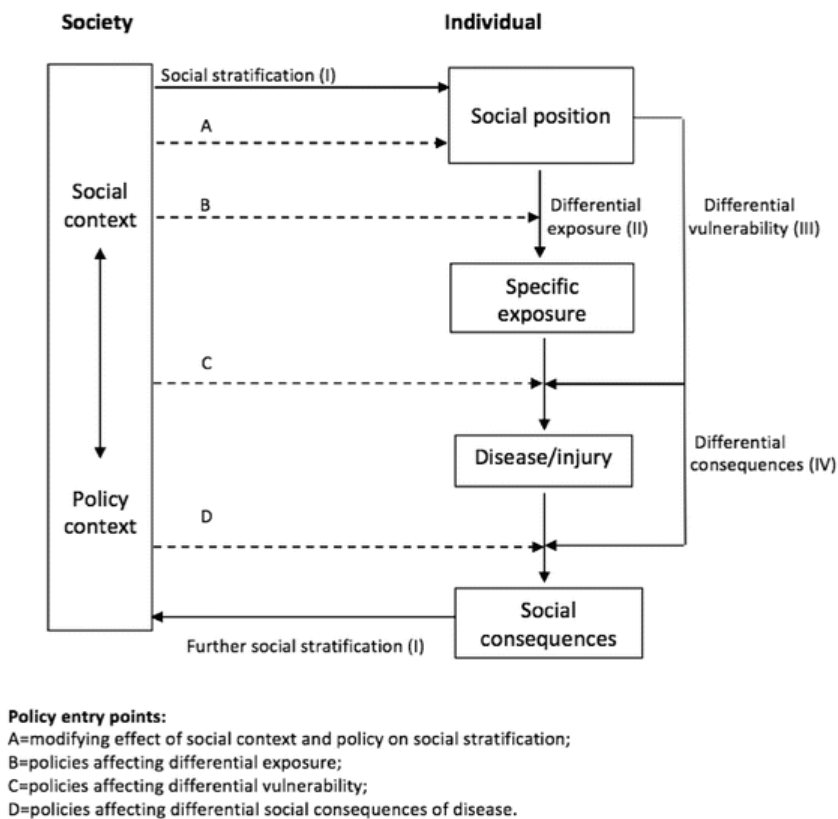 Society
Individual
Social stratification (I)
Social position
A
Social
context
B
Differential
exposure (II)
Differential
vulnerability (III)
Specific
exposure
C
Disease/injury
Differential
consequences (IV)
Policy
context
D
Social
consequences
Further social stratification (I)
Policy entry points:
A=modifying effect of social context and policy on social stratification;
B=policies affecting differential exposure;
C=policies affecting differential vulnerability;
D=policies affecting differential social consequences of disease.